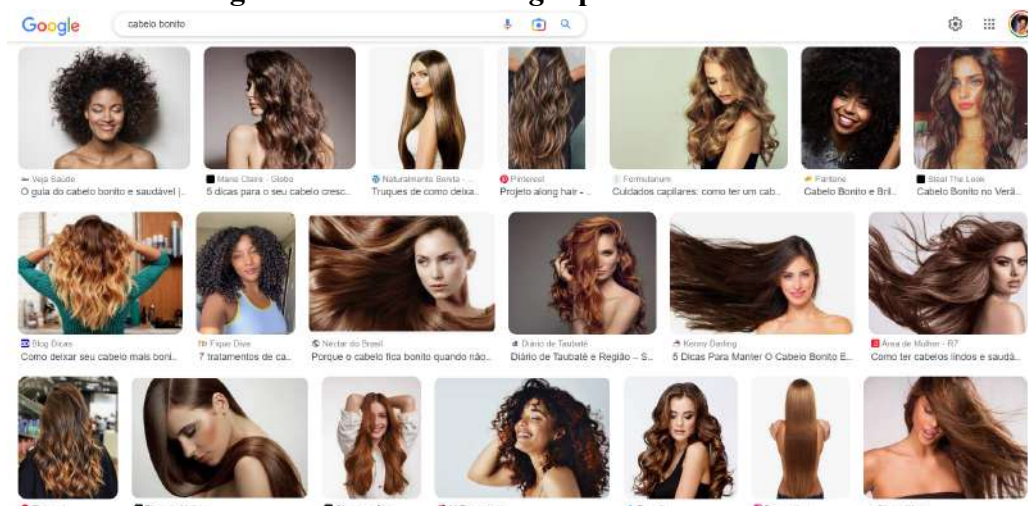 Google cabelo bonito
Veja Saúde
O guia do cabelo bonito e saudável |...
Marie Claire - Globo
5 dicas para o seu cabelo cresc...
Naturalmente Bonita - ...
Truques de como deixa...
Pinterest
Projeto along hair - ...
Formularium
Cuidados capilares: como ter um cab...
Pantene
Cabelo Bonito e Bril...
Steal The Look
Cabelo Bonito no Verã...
Blog Dicas
Como deixar seu cabelo mais boni...
Fique Diva
7 tratamentos de ca...
Néctar do Brasil
Porque o cabelo fica bonito quando não...
Diário de Taubaté
Diário de Taubaté e Região – S...
Kenny Darling
5 Dicas Para Manter O Cabelo Bonito E...
Área de Mulher - R7
Como ter cabelos lindos e saudá...